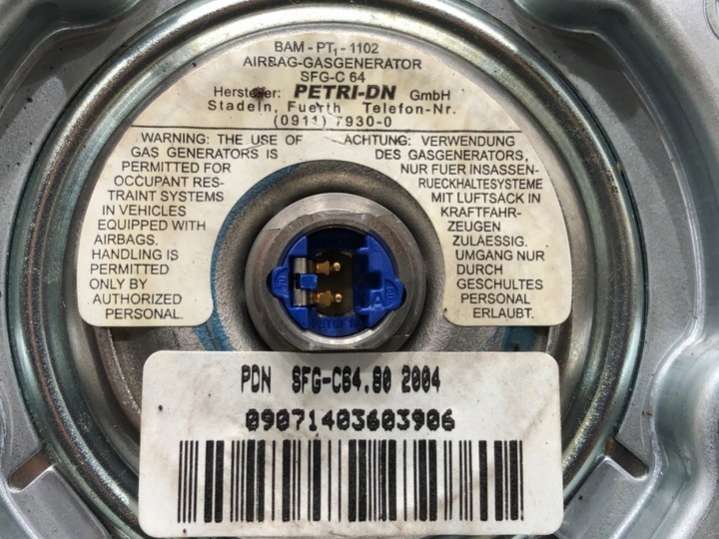 BAM - PT₁ - 1102
AIRBAG-GASGENERATOR
SFG-C 64
Hersteller: PETRI-DN GmbH
Stadeln, Fuerth Telefon-Nr.
(0911) 7930-0
WARNING: THE USE OF
GAS GENERATORS IS
PERMITTED FOR
OCCUPANT RES-
TRAINT SYSTEMS
IN VEHICLES
EQUIPPED WITH
AIRBAGS.
HANDLING IS
PERMITTED
ONLY BY
AUTHORIZED
PERSONAL.
ACHTUNG: VERWENDUNG
DES GASGENERATORS,
NUR FUER INSASSEN-
RUECKHALTESYSTEME
MIT LUFTSACK IN
KRAFTFAHR-
ZEUGEN
ZULAESSIG.
UMGANG NUR
DURCH
GESCHULTES
PERSONAL
ERLAUBT.
PDN SFG-C64.80 2004
09071403603906